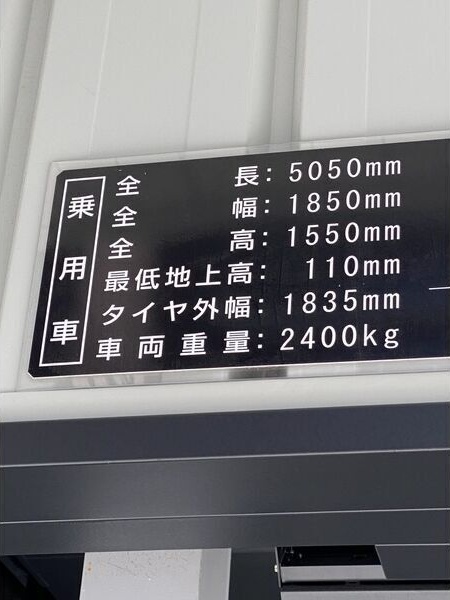 乗用車
全長：5050mm
全幅：1850mm
全高：1550mm
最低地上高：110mm
タイヤ外幅：1835mm
車両重量：2400kg